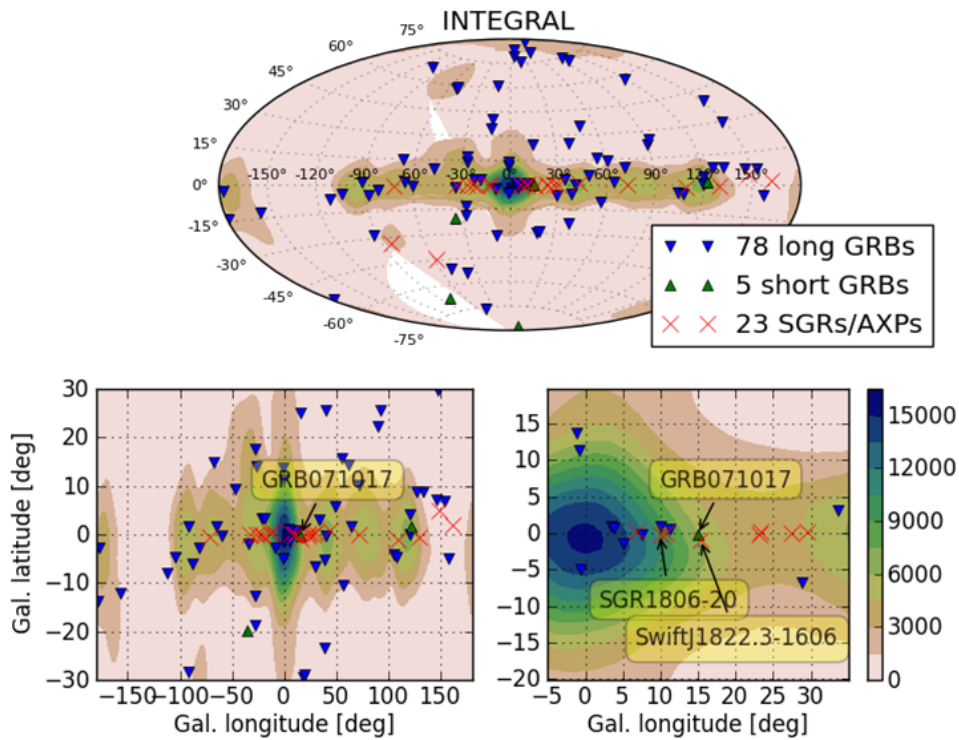 INTEGRAL
75°
60°
45°
30°
15°
0°
-15°
-30°
-45°
-60°
-75°
-150° -120° -90° -60° -30° 0° 30° 60° 90° 120° 150°
78 long GRBs
5 short GRBs
23 SGRs/AXPs
30
20
10
0
−10
−20
−30
Gal. latitude [deg]
GRB071017
−150 −100 −50 0 50 100 150
Gal. longitude [deg]
15
10
5
0
−5
−10
−15
−20
GRB071017
SGR1806-20
SwiftJ1822.3-1606
−5 0 5 10 15 20 25 30
Gal. longitude [deg]
15000
12000
9000
6000
3000
0